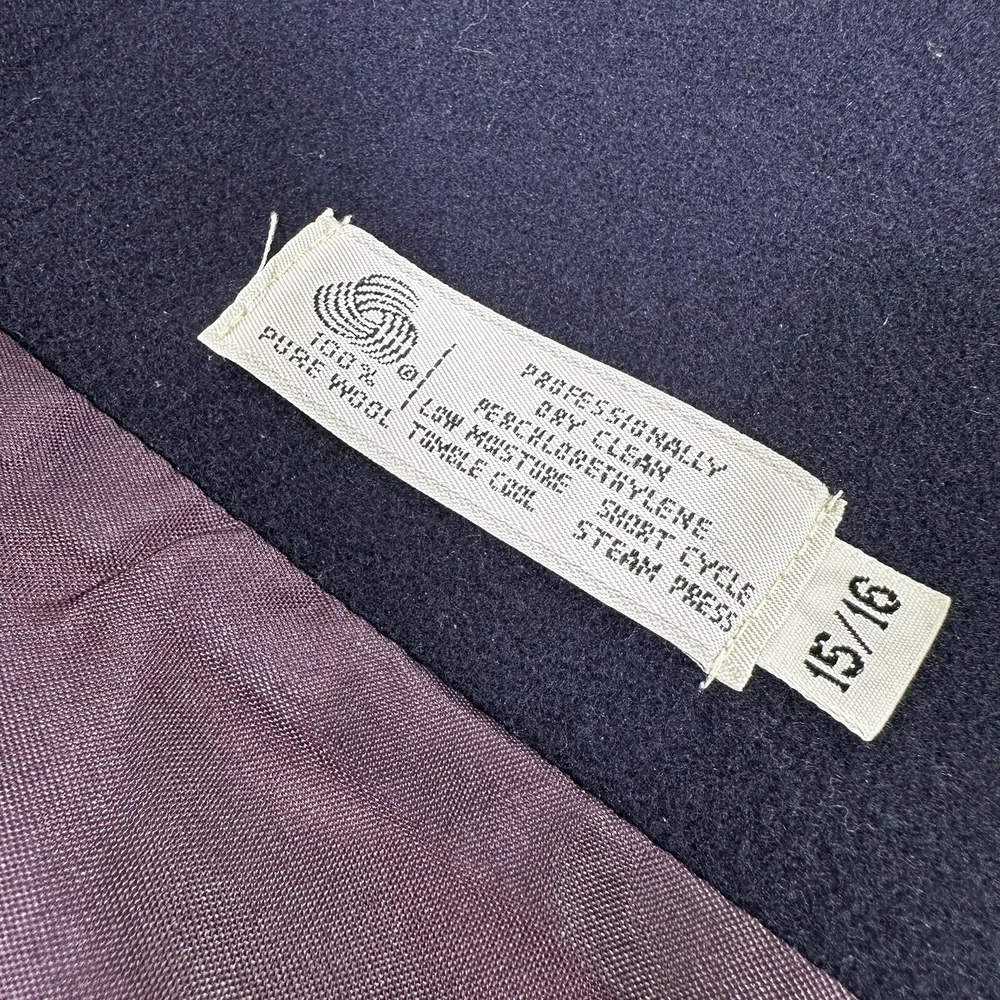 100% ®
PURE WOOL
PROFESSIONALLY
DRY CLEAN
PERCHLORETHYLENE
LOW MOISTURE SHORT CYCLE
TUMBLE COOL STEAM PRESS
15/16